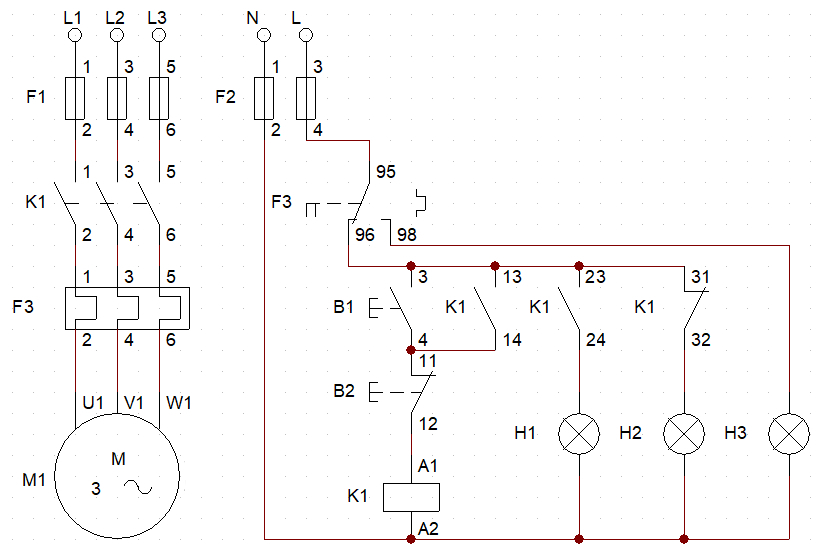 L1 L2 L3 N L
1 3 5 1 3
F1 F2
2 4 6 2 4
1 3 5 95
K1 F3
2 4 6 96 98
1 3 5 3 13 23 31
F3 B1 K1 K1 K1
2 4 6 4 14 24 32
11
B2
U1 V1 W1
12
H1 H2 H3
M
A1
M1 3 K1
A2